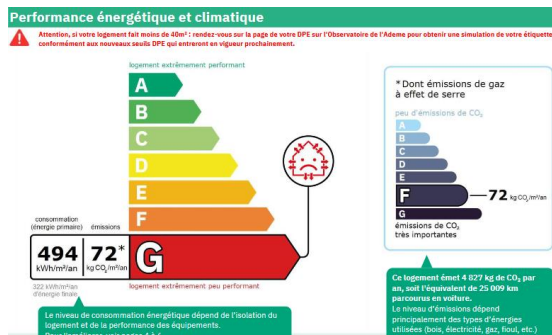 Performance énergétique et climatique
Attention, si votre logement fait moins de 40m² : rendez-vous sur la page de votre DPE sur l'Observatoire de l'Ademe pour obtenir une simulation de votre étiquette
conformément aux nouveaux seuils DPE qui entreront en vigueur prochainement.
logement extrêmement performant
A
B
C
D
E
F
G
consommation
(énergie primaire)
émissions
494
kWh/m²/an
72*
kg CO₂/m²/an
322 kWh/m²/an
d'énergie finale
logement extrêmement peu performant
Le niveau de consommation énergétique dépend de l'isolation du
logement et de la performance des équipements.
*Dont émissions de gaz
à effet de serre
peu d'émissions de CO₂
A
B
C
D
E
F
72 kg CO₂/m²/an
G
émissions de CO₂
très importantes
Ce logement émet 4 827 kg de CO₂ par
an, soit l'équivalent de 25 009 km
parcourus en voiture.
Le niveau d'émissions dépend
principalement des types d'énergies
utilisées (bois, électricité, gaz, fioul, etc.)